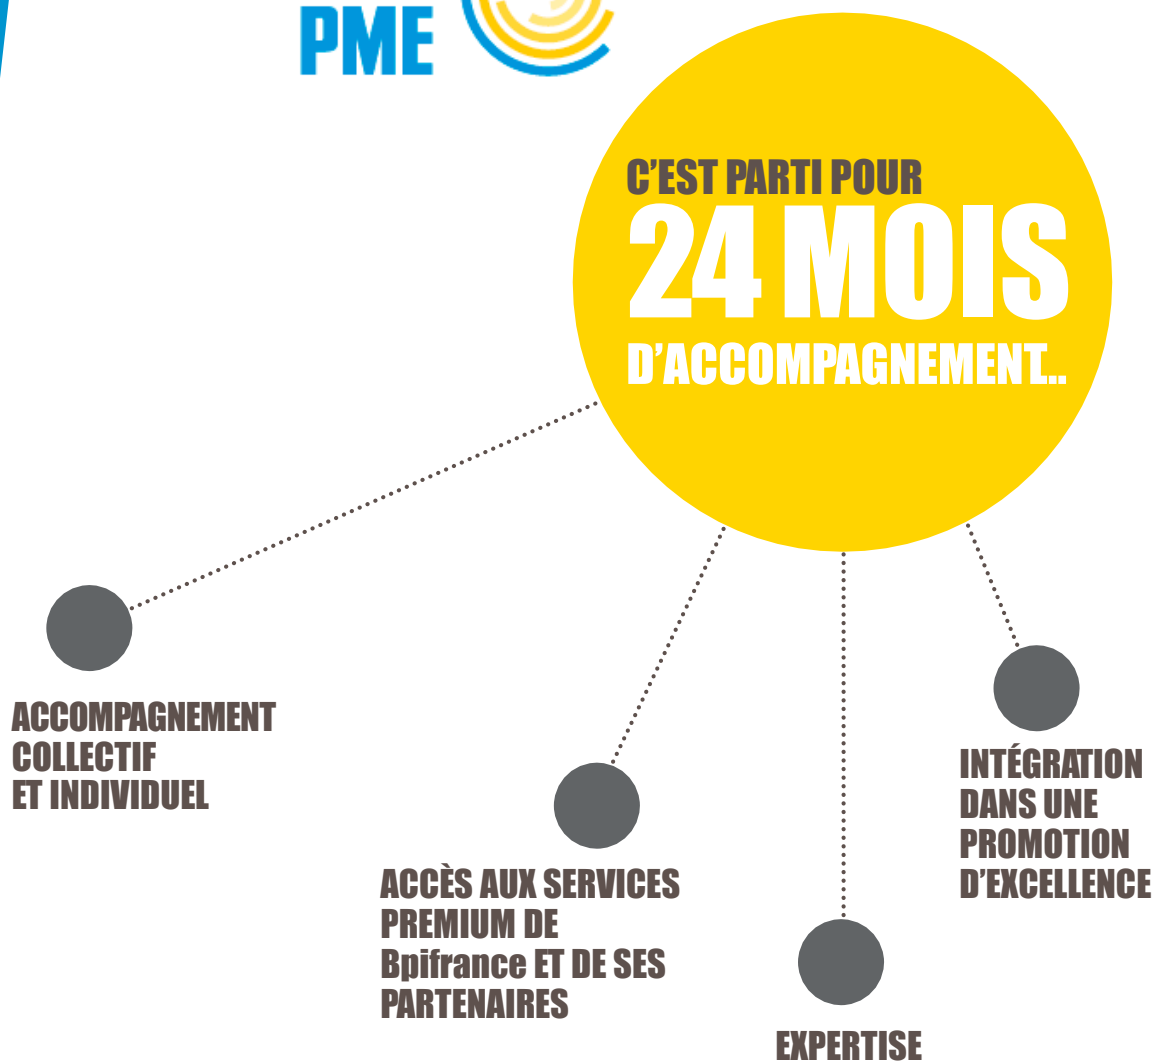 PME
C'EST PARTI POUR
24 MOIS
D'ACCOMPAGNEMENT...
ACCOMPAGNEMENT
COLLECTIF
ET INDIVIDUEL
ACCÈS AUX SERVICES
PREMIUM DE
Bpifrance ET DE SES
PARTENAIRES
EXPERTISE
INTÉGRATION
DANS UNE
PROMOTION
D'EXCELLENCE